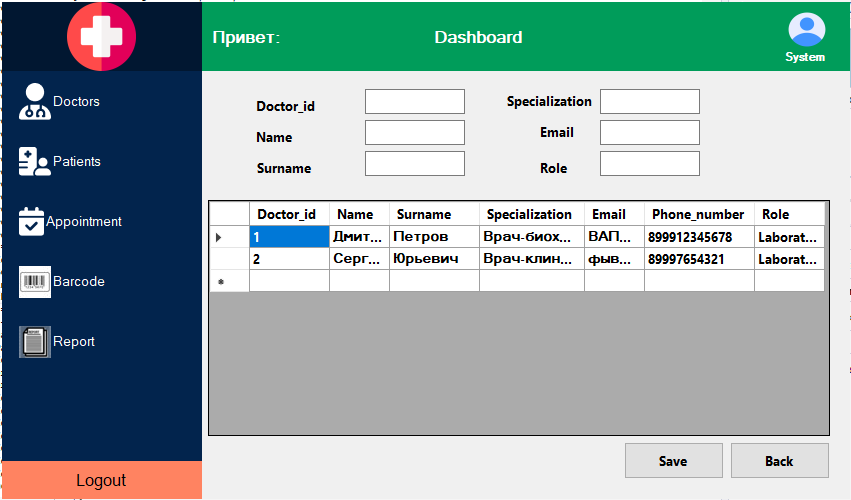 Привет:
Dashboard
System
Doctors
Patients
Appointment
Barcode
Report
Logout
Doctor_id
Specialization
Name
Email
Surname
Role
Doctor_id Name Surname Specialization Email Phone_number Role
1 Дмит... Петров Врач-биох... ВАП... 899912345678 Laborat...
2 Серг... Юрьевич Врач-клин... фыв... 89997654321 Laborat...
Save
Back